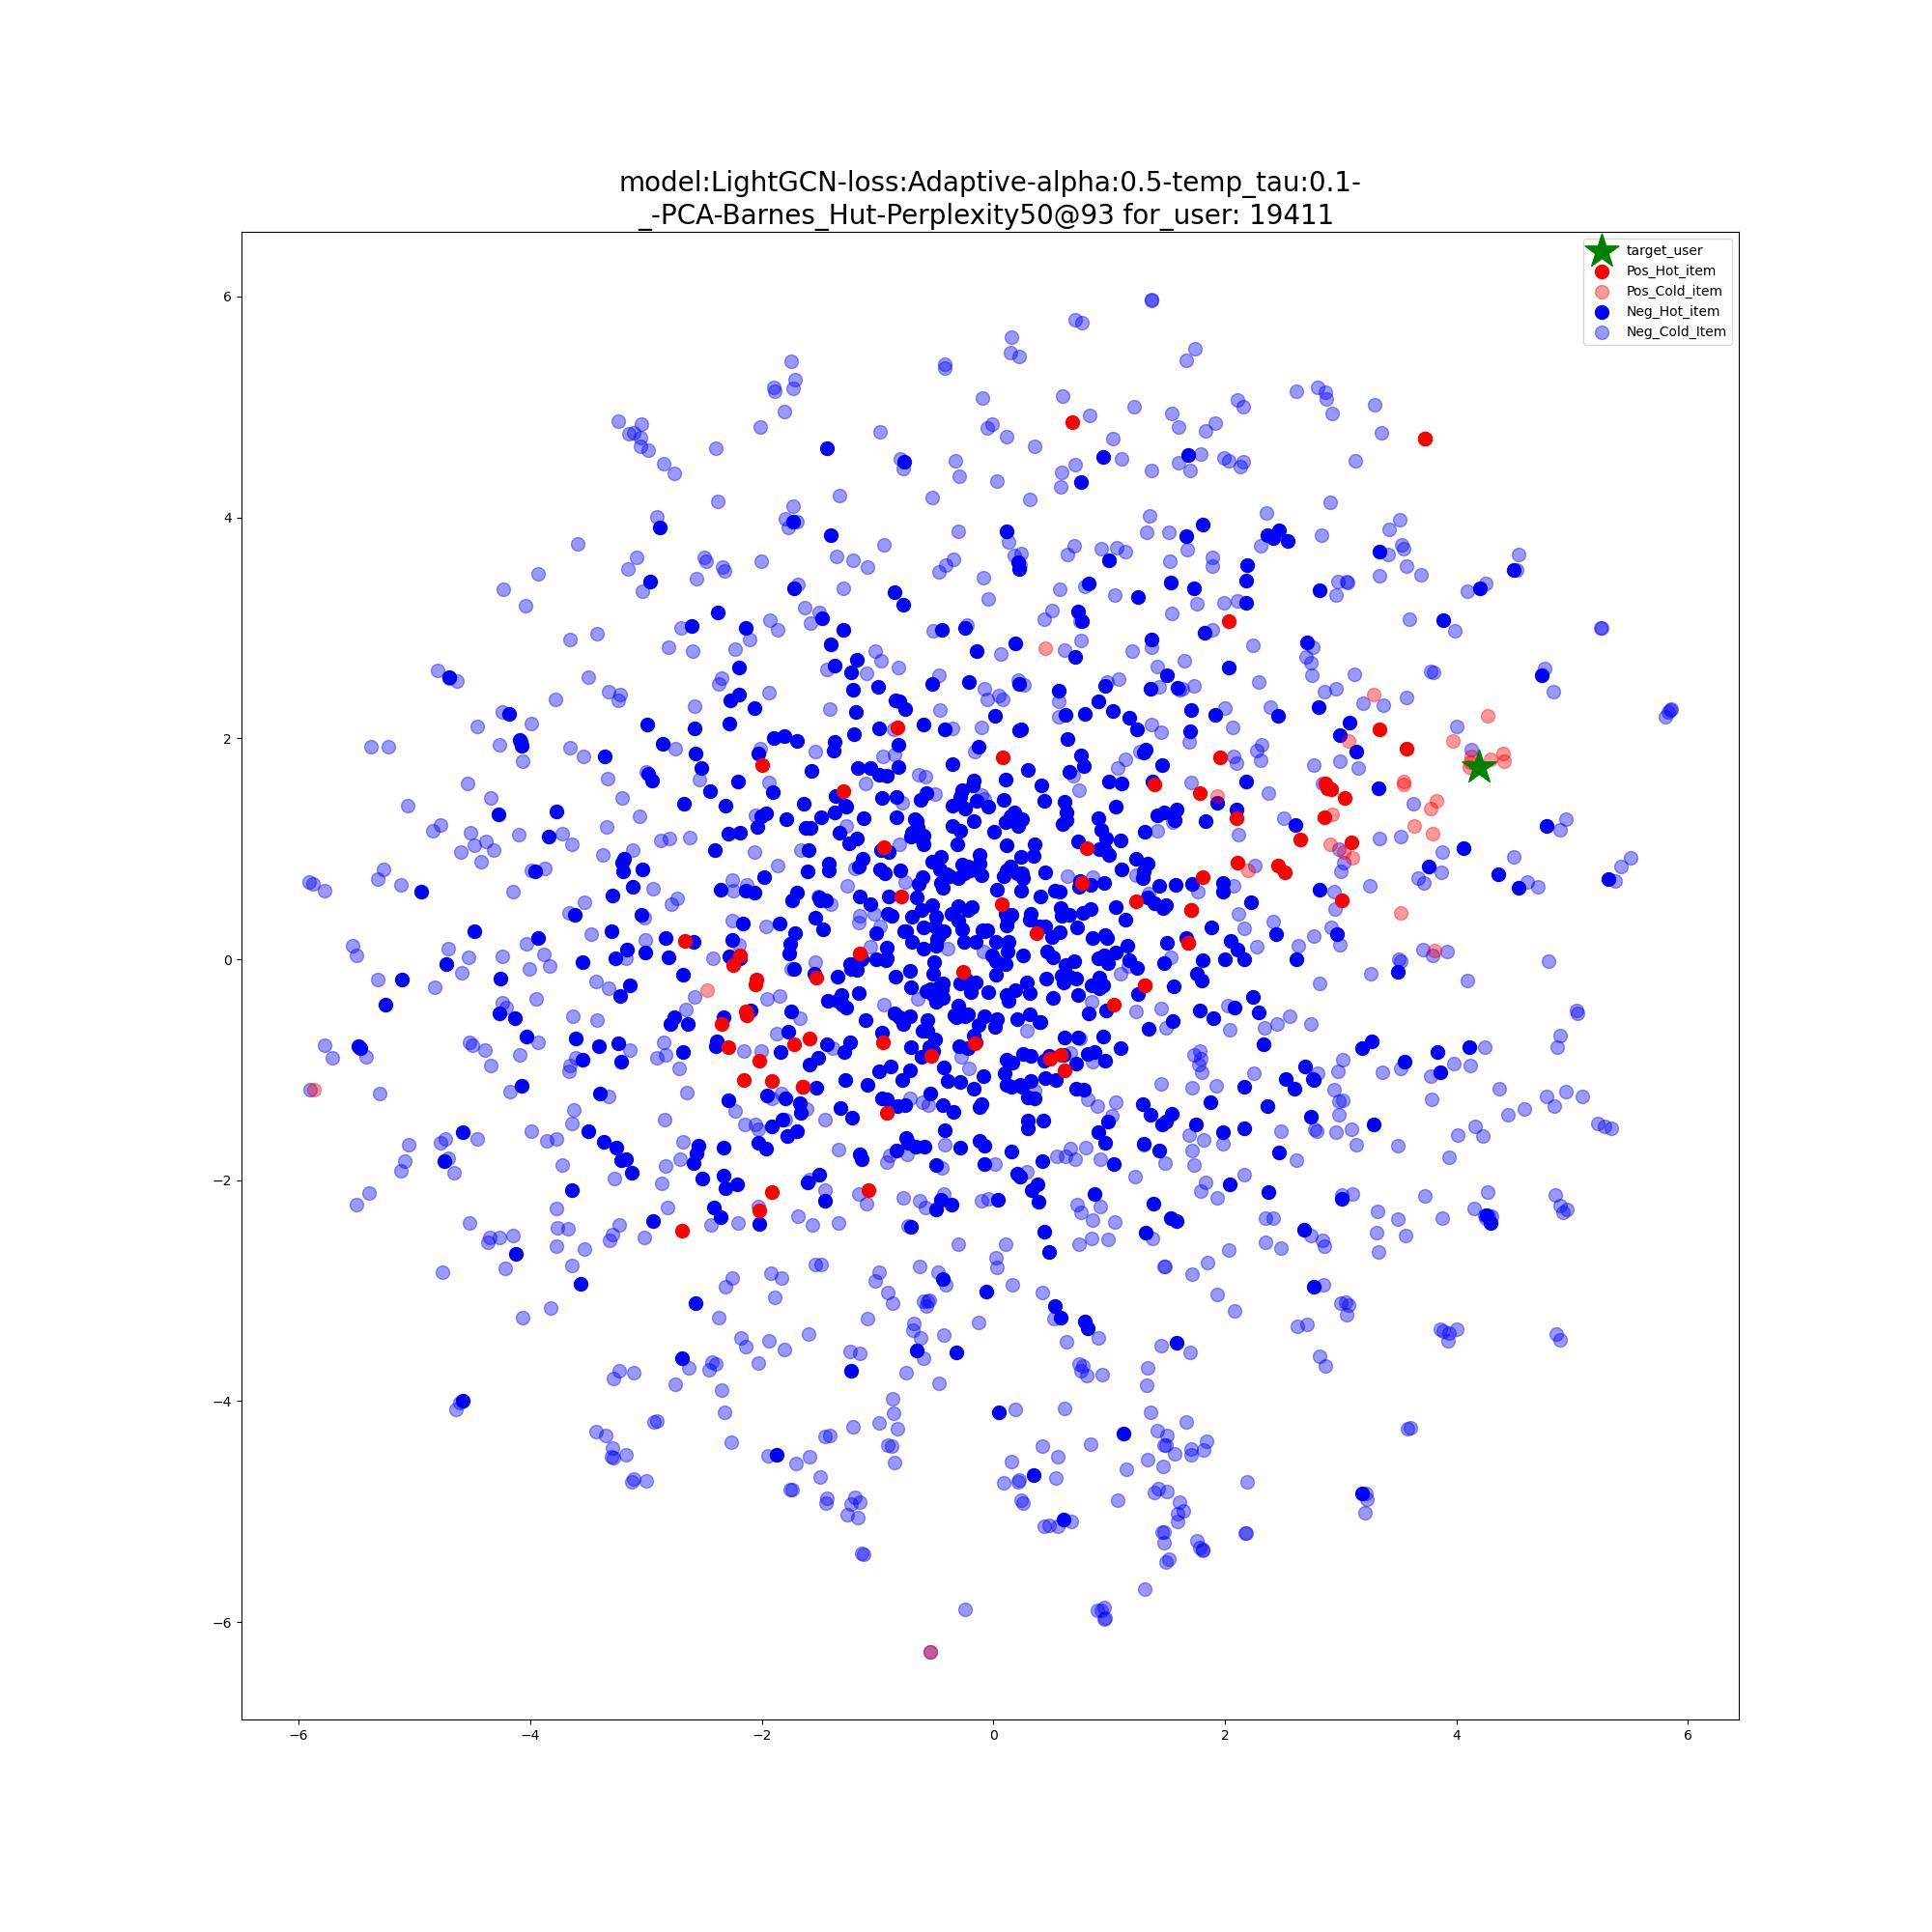 model:LightGCN-loss:Adaptive-alpha:0.5-temp_tau:0.1-
_-PCA-Barnes_Hut-Perplexity50@93 for_user: 19411
target_user
Pos_Hot_item
Pos_Cold_item
Neg_Hot_item
Neg_Cold_Item
6
4
2
0
−2
−4
−6
−6
−4
−2
0
2
4
6